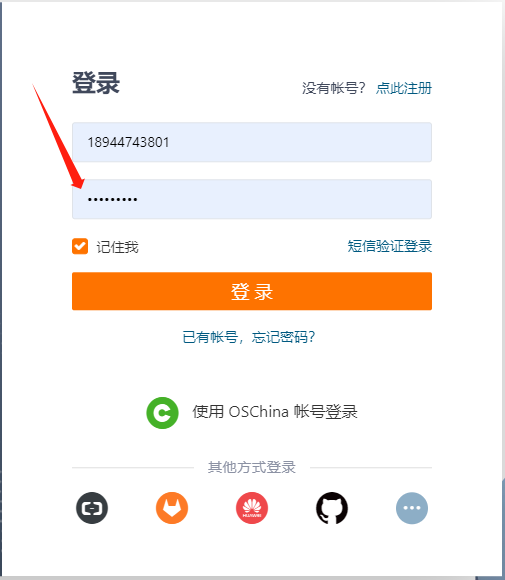 登录
没有帐号? 点此注册
18944743801
•••••••••
记住我
短信验证登录
登 录
已有帐号，忘记密码?
使用 OSChina 帐号登录
其他方式登录
HUAWEI